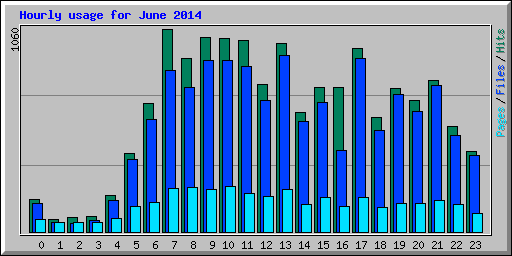 Hourly usage for June 2014
1060
Pages/Files/Hits
0 1 2 3 4 5 6 7 8 9 10 11 12 13 14 15 16 17 18 19 20 21 22 23